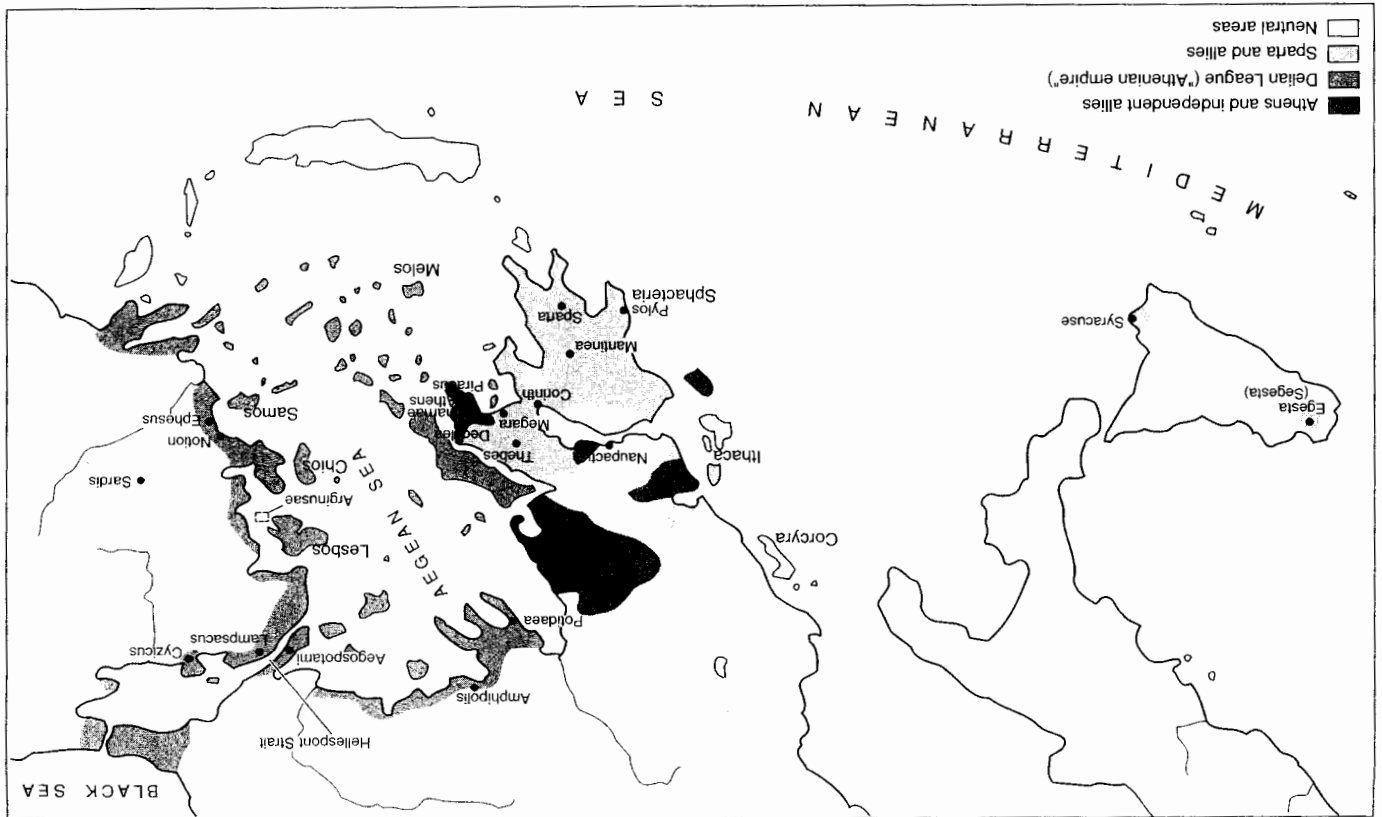 BLACK SEA
Hellespont Strait
Amphipolis
Aegospotami
Lampsacus
Cyzicus
Potidaea
Corcyra
AEGEAN SEA
Lesbos
Arginusae
Sardis
Ithaca
Naupactus
Thebes
Decelea
Chios
Notion
Ephesus
Egesta
(Segesta)
Megara
Corinth
Athens
Piraeus
Samos
Mantinea
Syracuse
Pylos
Sphacteria
Sparta
Melos
MEDITERRANEAN SEA
Athens and independent allies
Delian League ("Athenian empire")
Sparta and allies
Neutral areas